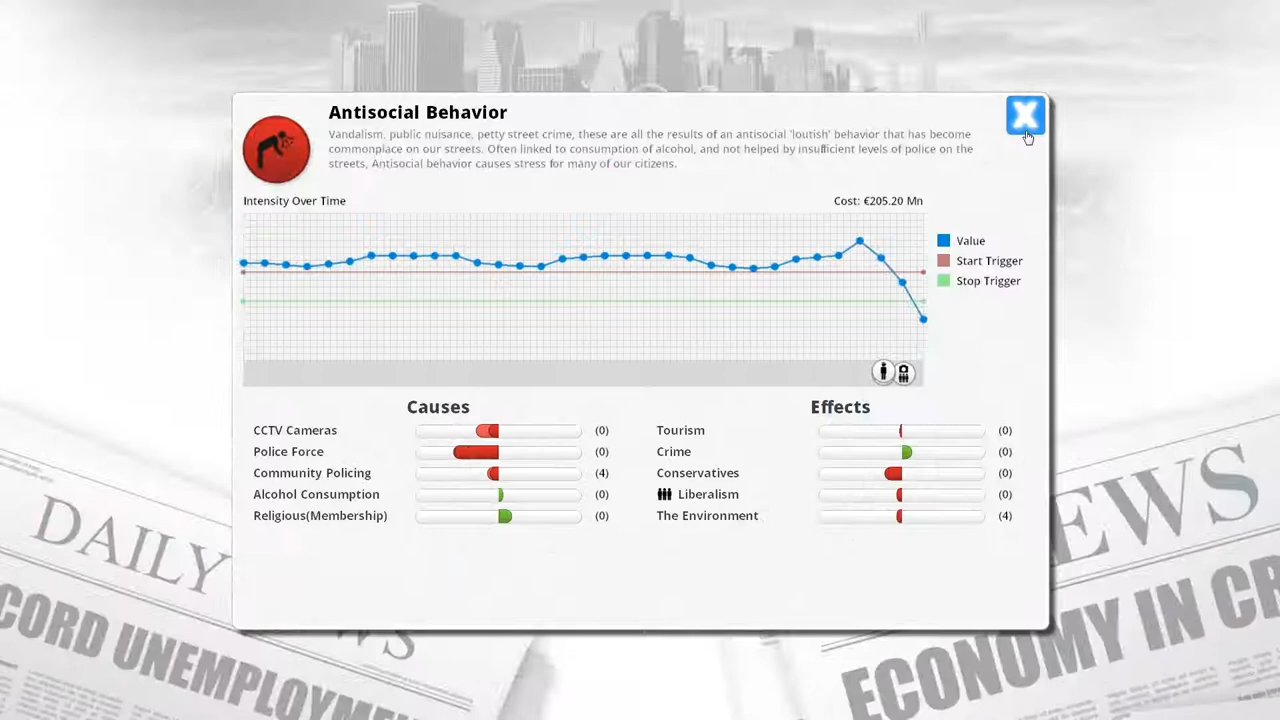 Antisocial Behavior
Vandalism, public nuisance, petty street crime, these are all the results of an antisocial 'loutish' behavior that has become
commonplace on our streets. Often linked to consumption of alcohol, and not helped by insufficient levels of police on the
streets, Antisocial behavior causes stress for many of our citizens.
Intensity Over Time
Cost: €205.20 Mn
Value
Start Trigger
Stop Trigger
Causes
CCTV Cameras (0)
Police Force (0)
Community Policing (4)
Alcohol Consumption (0)
Religious(Membership) (0)
Effects
Tourism (0)
Crime (0)
Conservatives (0)
Liberalism (0)
The Environment (4)
DAILY
WS
CORD UNEMPLOYME
EWS
ECONOMY IN CR